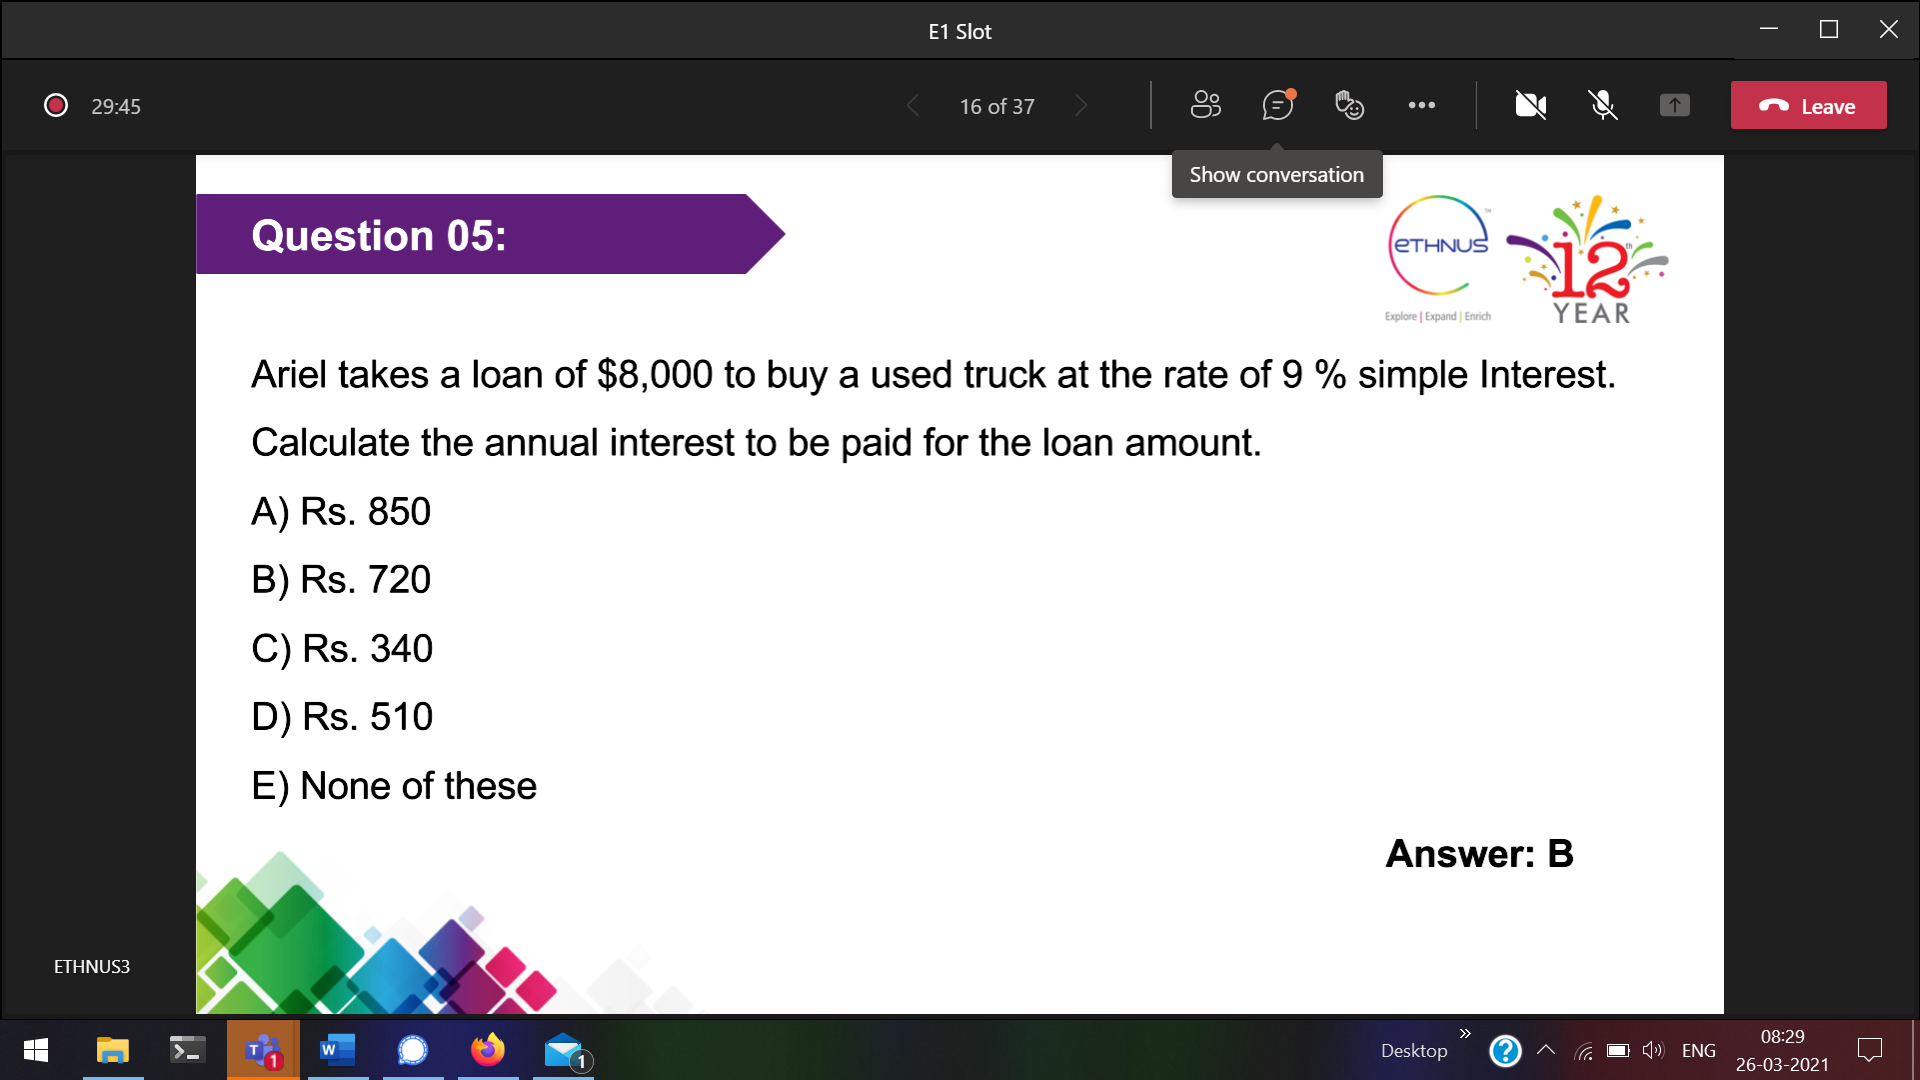 E1 Slot
29:45
16 of 37
Leave
Show conversation
Question 05:
ETHNUS
TM
Explore | Expand | Enrich
12th
YEAR
Ariel takes a loan of $8,000 to buy a used truck at the rate of 9 % simple Interest.
Calculate the annual interest to be paid for the loan amount.
A) Rs. 850
B) Rs. 720
C) Rs. 340
D) Rs. 510
E) None of these
Answer: B
ETHNUS3
T
1
W
1
Desktop
»
?
ENG
08:29
26-03-2021